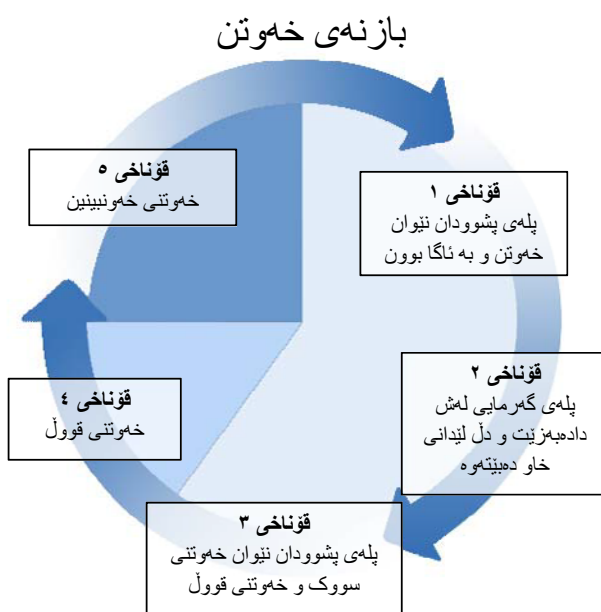 بازنەی خەوتن
قۆناخی ١
پلەی پشوودان نێوان
خەوتن و بە ئاگا بوون
قۆناخی ٢
پلەی گەرمایی لەش
دادەبەزێت و دڵ لێدانی
خاو دەبێتەوە
قۆناخی ٣
پلەی پشوودان نێوان خەوتنی
سووک و خەوتنی قووڵ
قۆناخی ٤
خەوتنی قووڵ
قۆناخی ٥
خەوتنی خەونبینین